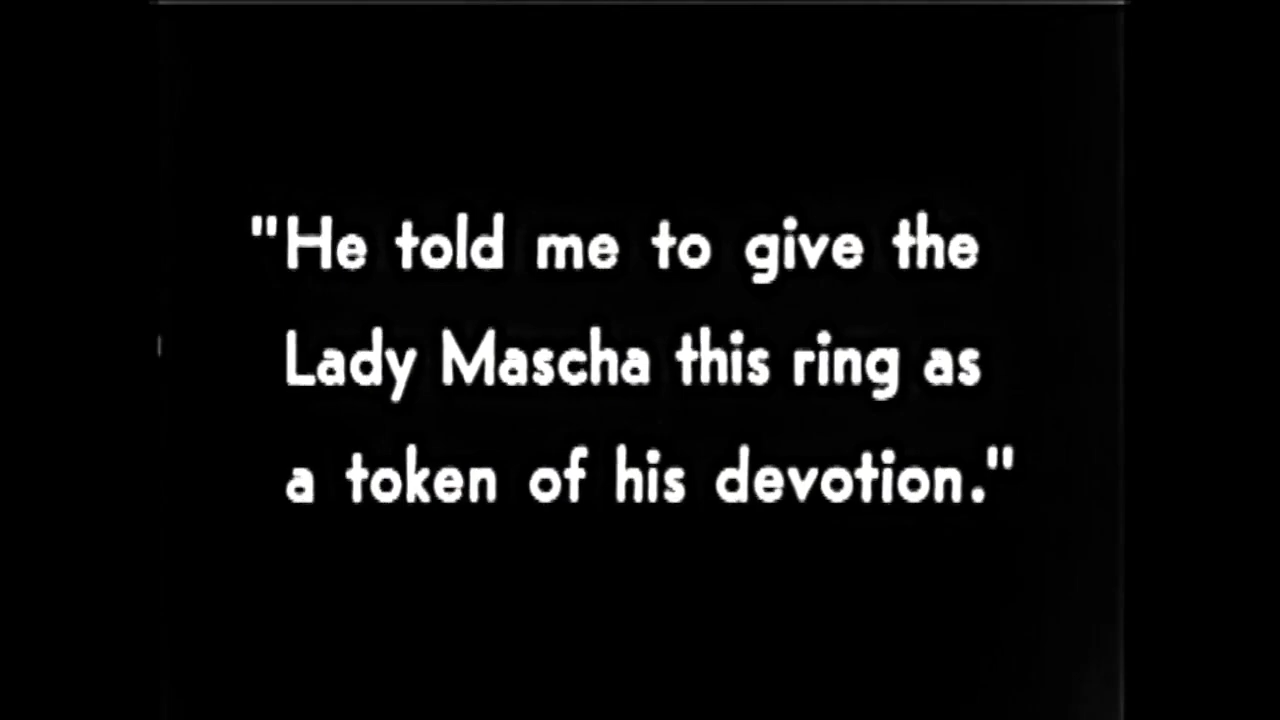 "He told me to give the
Lady Mascha this ring as
a token of his devotion."